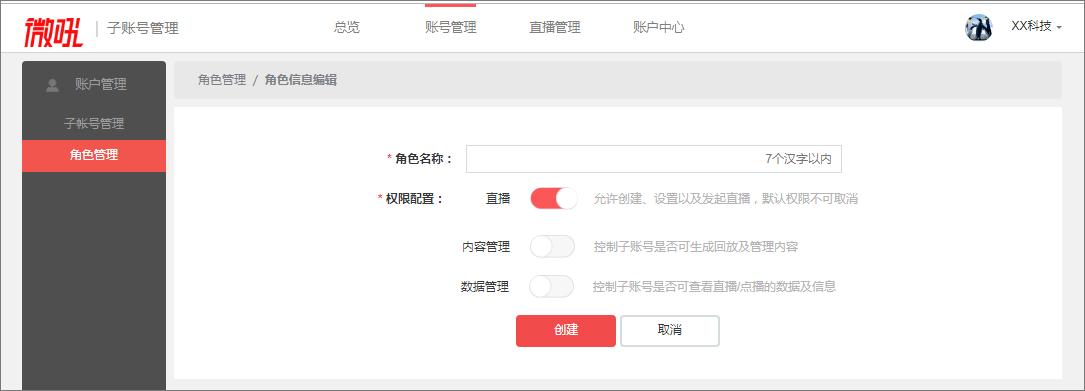 微吼 | 子账号管理 总览 账号管理 直播管理 账户中心 XX科技
账户管理
子帐号管理
角色管理
角色管理 / 角色信息编辑
* 角色名称： 7个汉字以内
* 权限配置： 直播 允许创建、设置以及发起直播，默认权限不可取消
内容管理 控制子账号是否可生成回放及管理内容
数据管理 控制子账号是否可查看直播/点播的数据及信息
创建 取消